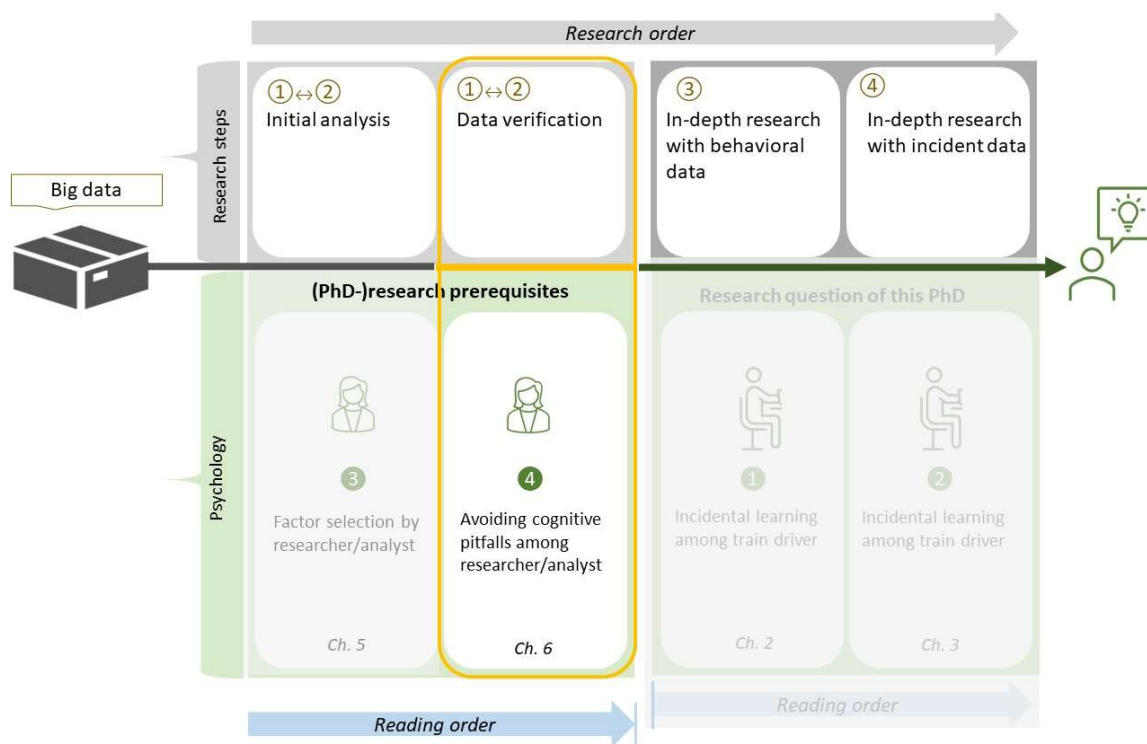 Research order
Research steps
①↔②
Initial analysis
①↔②
Data verification
③
In-depth research
with behavioral
data
④
In-depth research
with incident data
Big data
(PhD-)research prerequisites
Research question of this PhD
Psychology
3
Factor selection by
researcher/analyst
Ch. 5
4
Avoiding cognitive
pitfalls among
researcher/analyst
Ch. 6
1
Incidental learning
among train driver
Ch. 2
2
Incidental learning
among train driver
Ch. 3
Reading order
Reading order